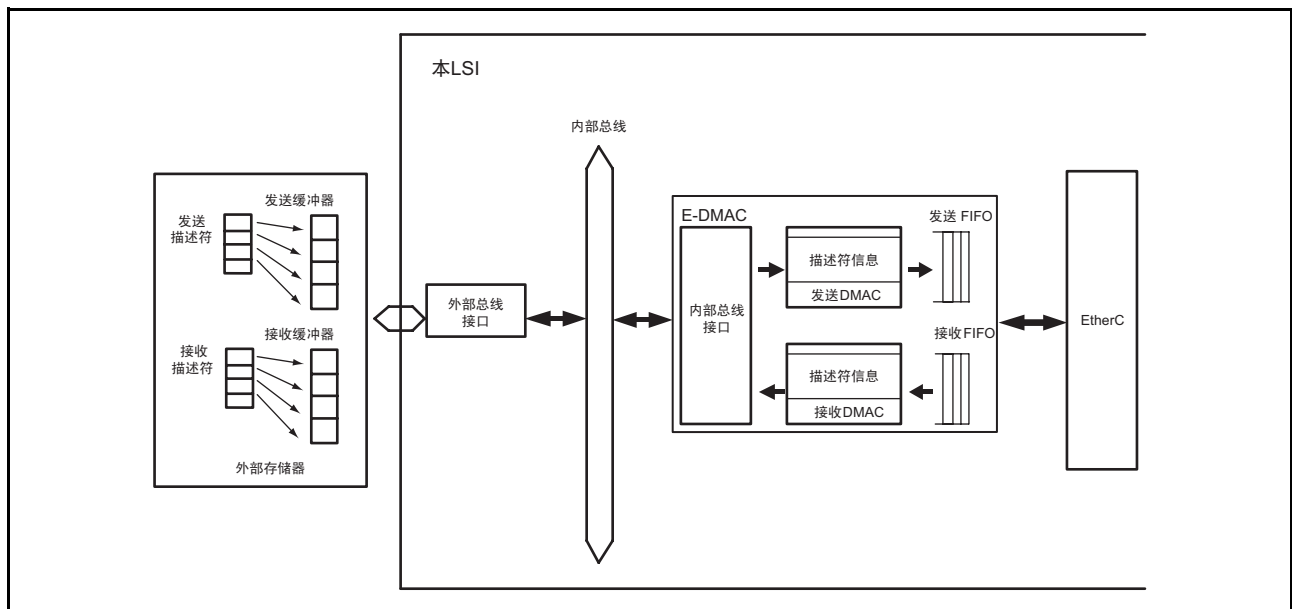 本LSI
内部总线
发送缓冲器
发送
描述符
接收缓冲器
接收
描述符
外部存储器
外部总线
接口
E-DMAC
内部总线
接口
描述符信息
发送DMAC
发送 FIFO
描述符信息
接收DMAC
接收FIFO
EtherC